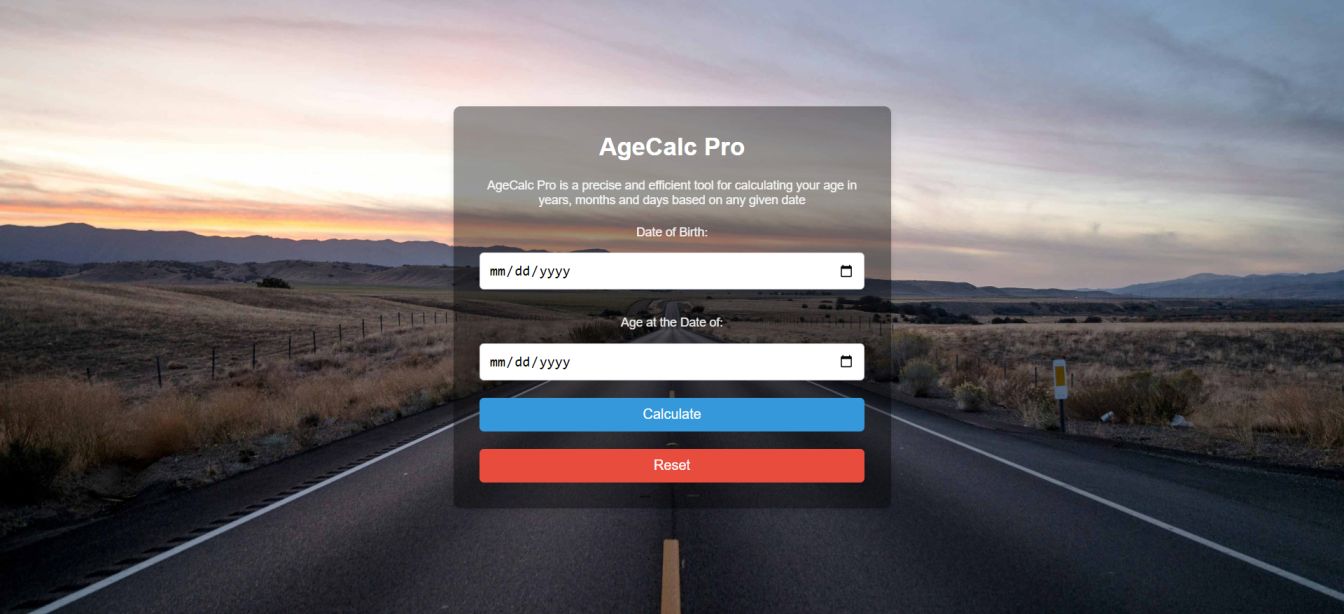 AgeCalc Pro
AgeCalc Pro is a precise and efficient tool for calculating your age in
years, months and days based on any given date
Date of Birth:
mm/dd/yyyy
Age at the Date of:
mm/dd/yyyy
Calculate
Reset